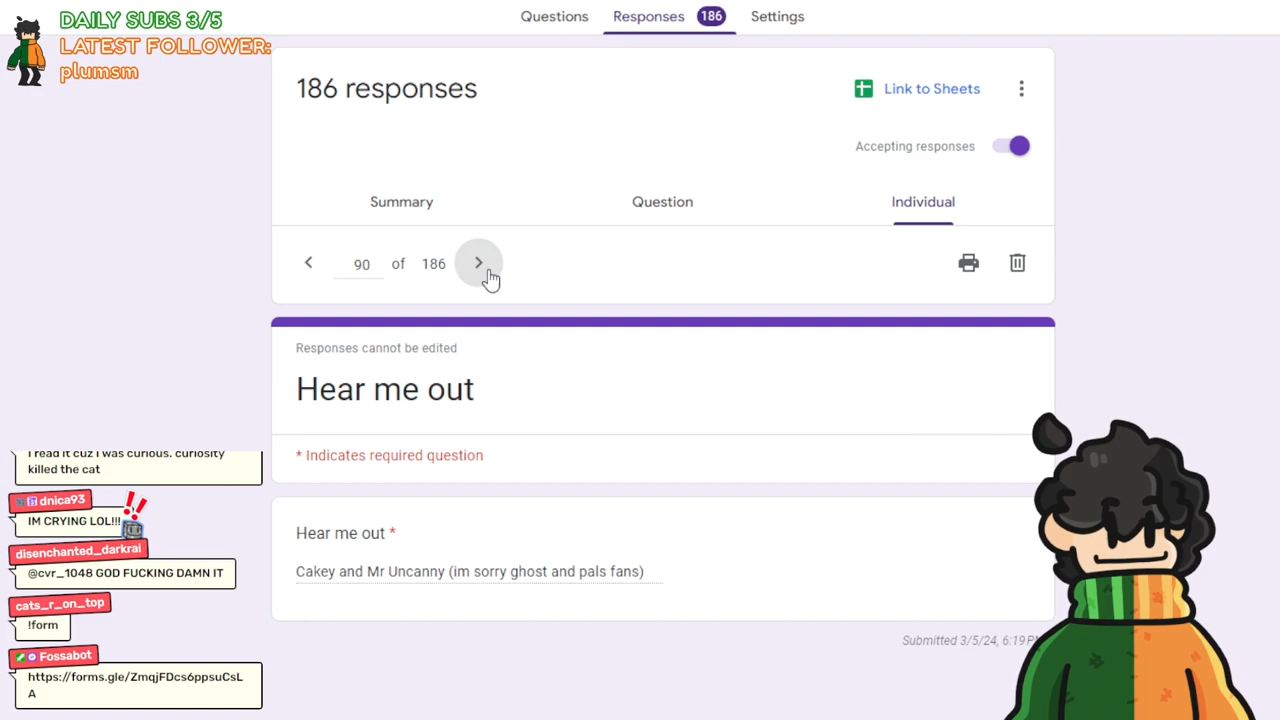 DAILY SUBS 3/5
LATEST FOLLOWER:
plumsm
Questions
Responses 186
Settings
186 responses
Link to Sheets
Accepting responses
Summary
Question
Individual
90 of 186
Responses cannot be edited
Hear me out
* Indicates required question
Hear me out *
Cakey and Mr Uncanny (im sorry ghost and pals fans)
Submitted 3/5/24, 6:19 P
I read it cuz I was curious. curiosity
killed the cat
dnica93
IM CRYING LOL!!!
disenchanted_darkrai
@cvr_1048 GOD FUCKING DAMN IT
cats_r_on_top
!form
Fossabot
https://forms.gle/ZmqjFDcs6ppsuCsL
A